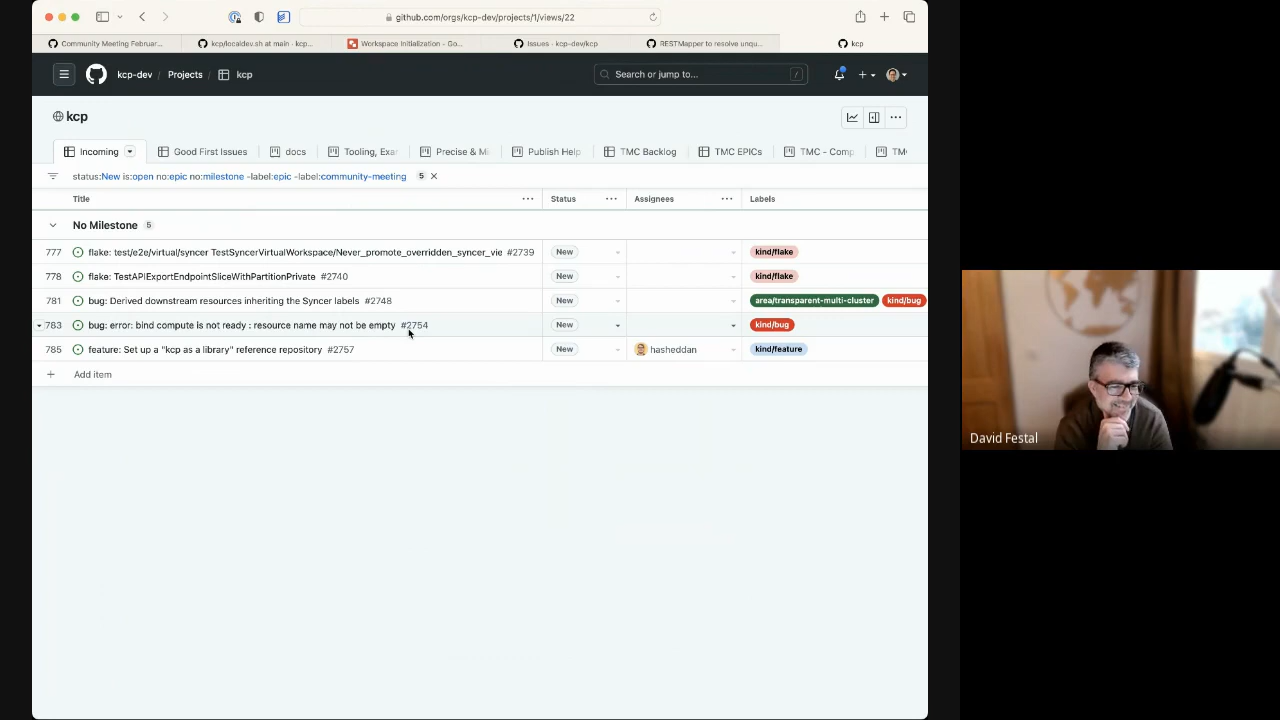 github.com/orgs/kcp-dev/projects/1/views/22
Community Meeting Februar...
kcp/localdev.sh at main · kcp...
Workspace Initialization - Go...
Issues · kcp-dev/kcp
RESTMapper to resolve unqu...
kcp
kcp-dev / Projects / kcp
Search or jump to... /
kcp
Incoming
Good First Issues
docs
Tooling, Exa
Precise & Mi
Publish Help
TMC Backlog
TMC EPICs
TMC - Comp
TM
status:New is:open no:epic no:milestone -label:epic -label:community-meeting 5
Title Status Assignees Labels
No Milestone 5
777 flake: test/e2e/virtual/syncer TestSyncerVirtualWorkspace/Never_promote_overridden_syncer_vie #2739 New kind/flake
778 flake: TestAPIExportEndpointSliceWithPartitionPrivate #2740 New kind/flake
781 bug: Derived downstream resources inheriting the Syncer labels #2748 New area/transparent-multi-cluster kind/bug
783 bug: error: bind compute is not ready : resource name may not be empty #2754 New kind/bug
785 feature: Set up a "kcp as a library" reference repository #2757 New hasheddan kind/feature
+ Add item
David Festal